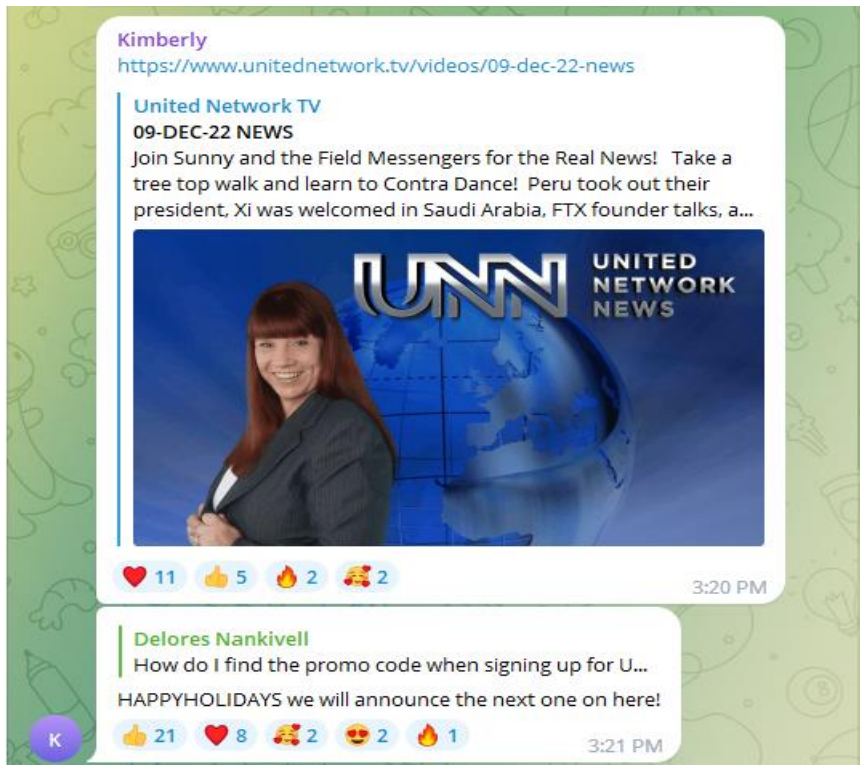 Kimberly
https://www.unitednetwork.tv/videos/09-dec-22-news
United Network TV
09-DEC-22 NEWS
Join Sunny and the Field Messengers for the Real News! Take a
tree top walk and learn to Contra Dance! Peru took out their
president, Xi was welcomed in Saudi Arabia, FTX founder talks, a...
UNN UNITED
NETWORK
NEWS
11 5 2 2
3:20 PM
Delores Nankivell
How do I find the promo code when signing up for U...
HAPPYHOLIDAYS we will announce the next one on here!
K
21 8 2 2 1
3:21 PM